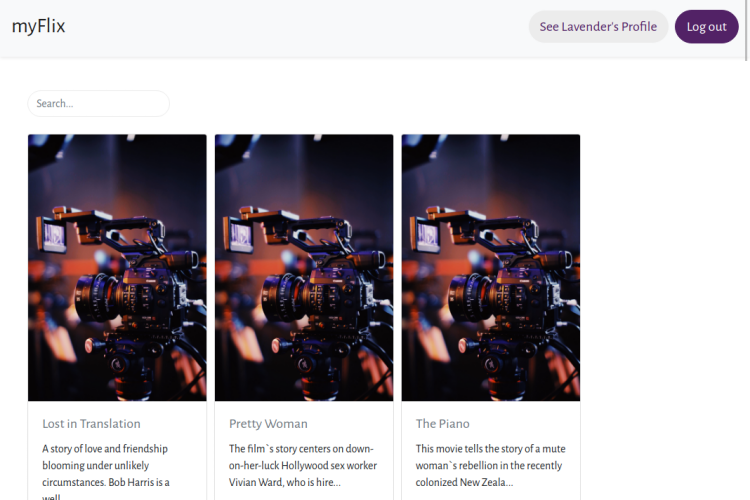 myFlix
See Lavender's Profile
Log out
Search...
Lost in Translation
A story of love and friendship
blooming under unlikely
circumstances. Bob Harris is a
well
Pretty Woman
The film`s story centers on down-
on-her-luck Hollywood sex worker
Vivian Ward, who is hire...
The Piano
This movie tells the story of a mute
woman`s rebellion in the recently
colonized New Zeala...